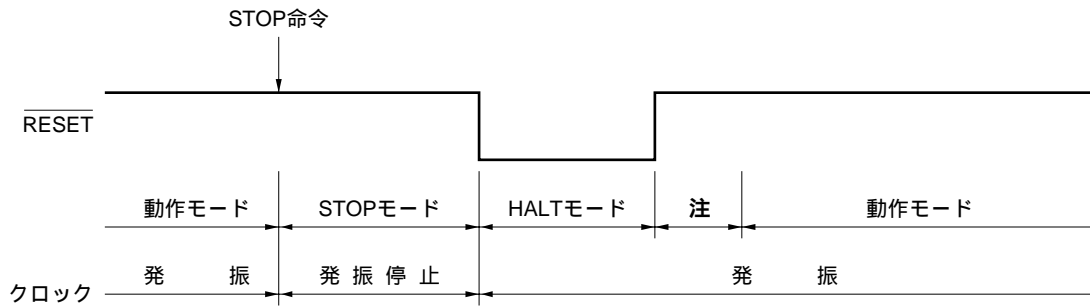 STOP命令
RESET
動作モード STOPモード HALTモード 注 動作モード
発 振 発 振 停 止 発 振
クロック